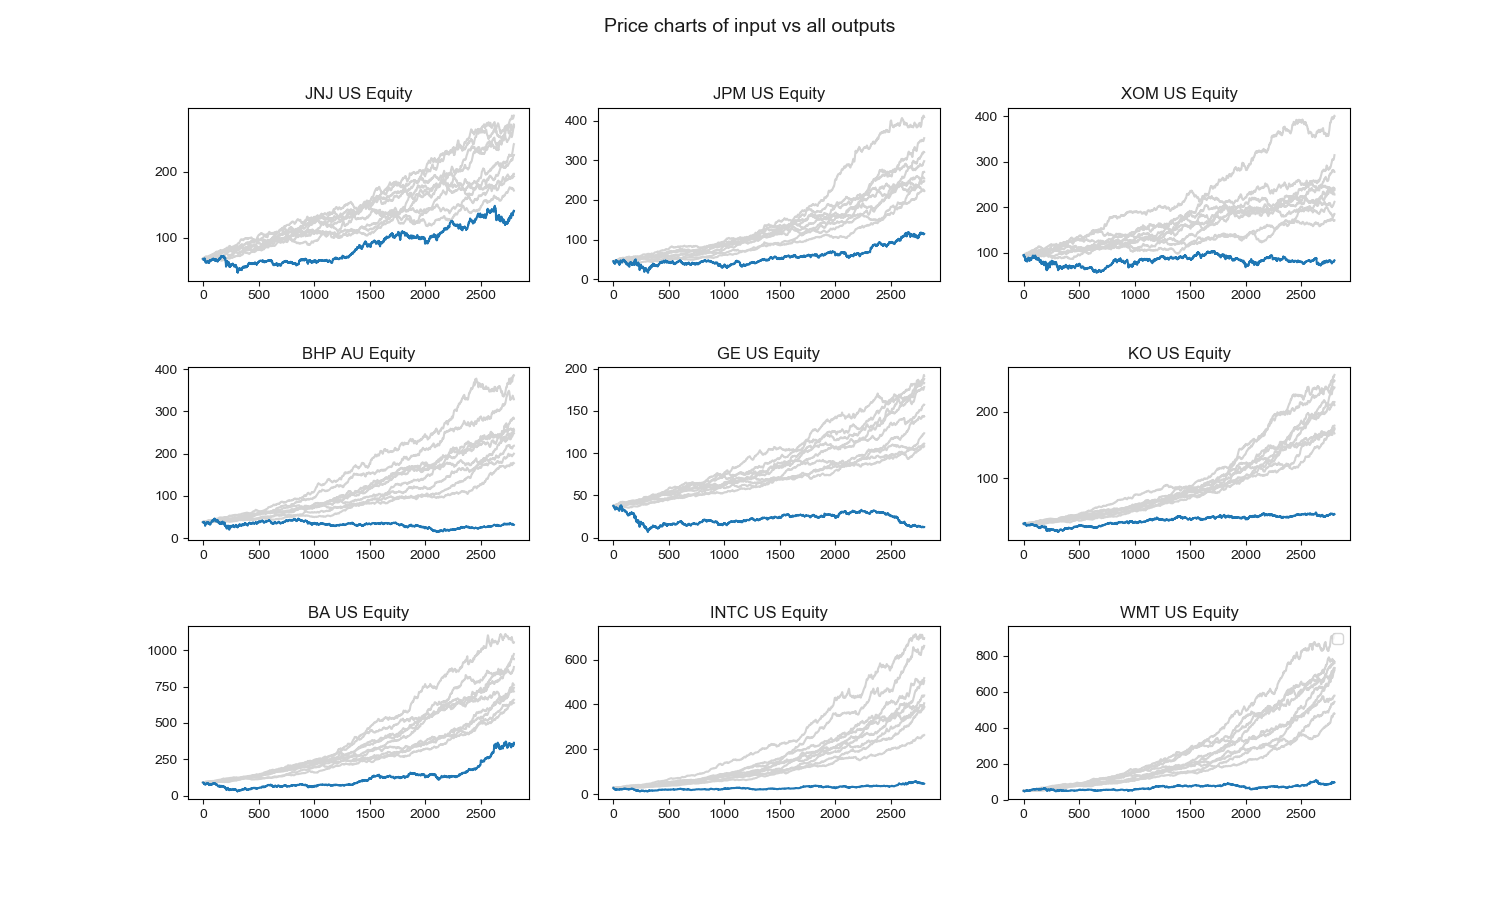 Price charts of input vs all outputs
JNJ US Equity
200
100
0 500 1000 1500 2000 2500
JPM US Equity
400
300
200
100
0
0 500 1000 1500 2000 2500
XOM US Equity
400
300
200
100
0 500 1000 1500 2000 2500
BHP AU Equity
400
300
200
100
0
0 500 1000 1500 2000 2500
GE US Equity
200
150
100
50
0
0 500 1000 1500 2000 2500
KO US Equity
200
100
0 500 1000 1500 2000 2500
BA US Equity
1000
750
500
250
0
0 500 1000 1500 2000 2500
INTC US Equity
600
400
200
0
0 500 1000 1500 2000 2500
WMT US Equity
800
600
400
200
0
0 500 1000 1500 2000 2500